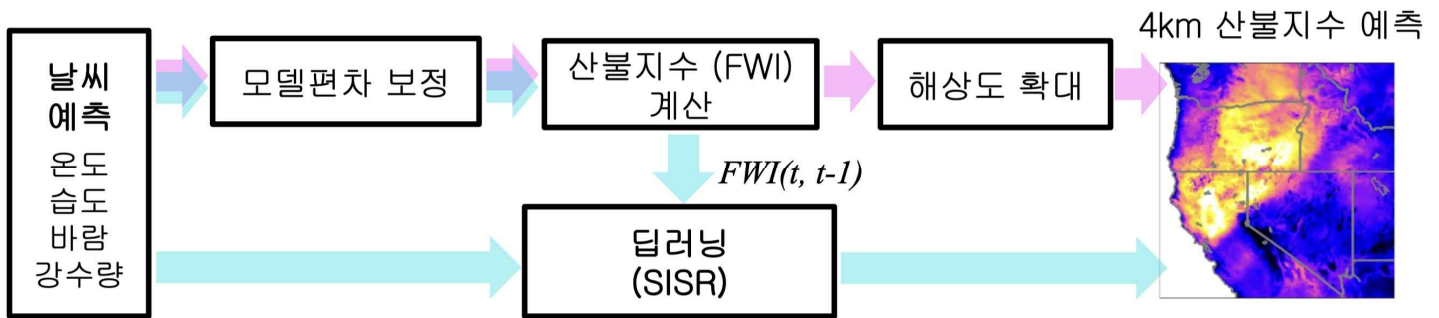 4km 산불지수 예측
날씨
예측
온도
습도
바람
강수량
모델편차 보정
산불지수 (FWI)
계산
해상도 확대
FWI(t, t-1)
딥러닝
(SISR)